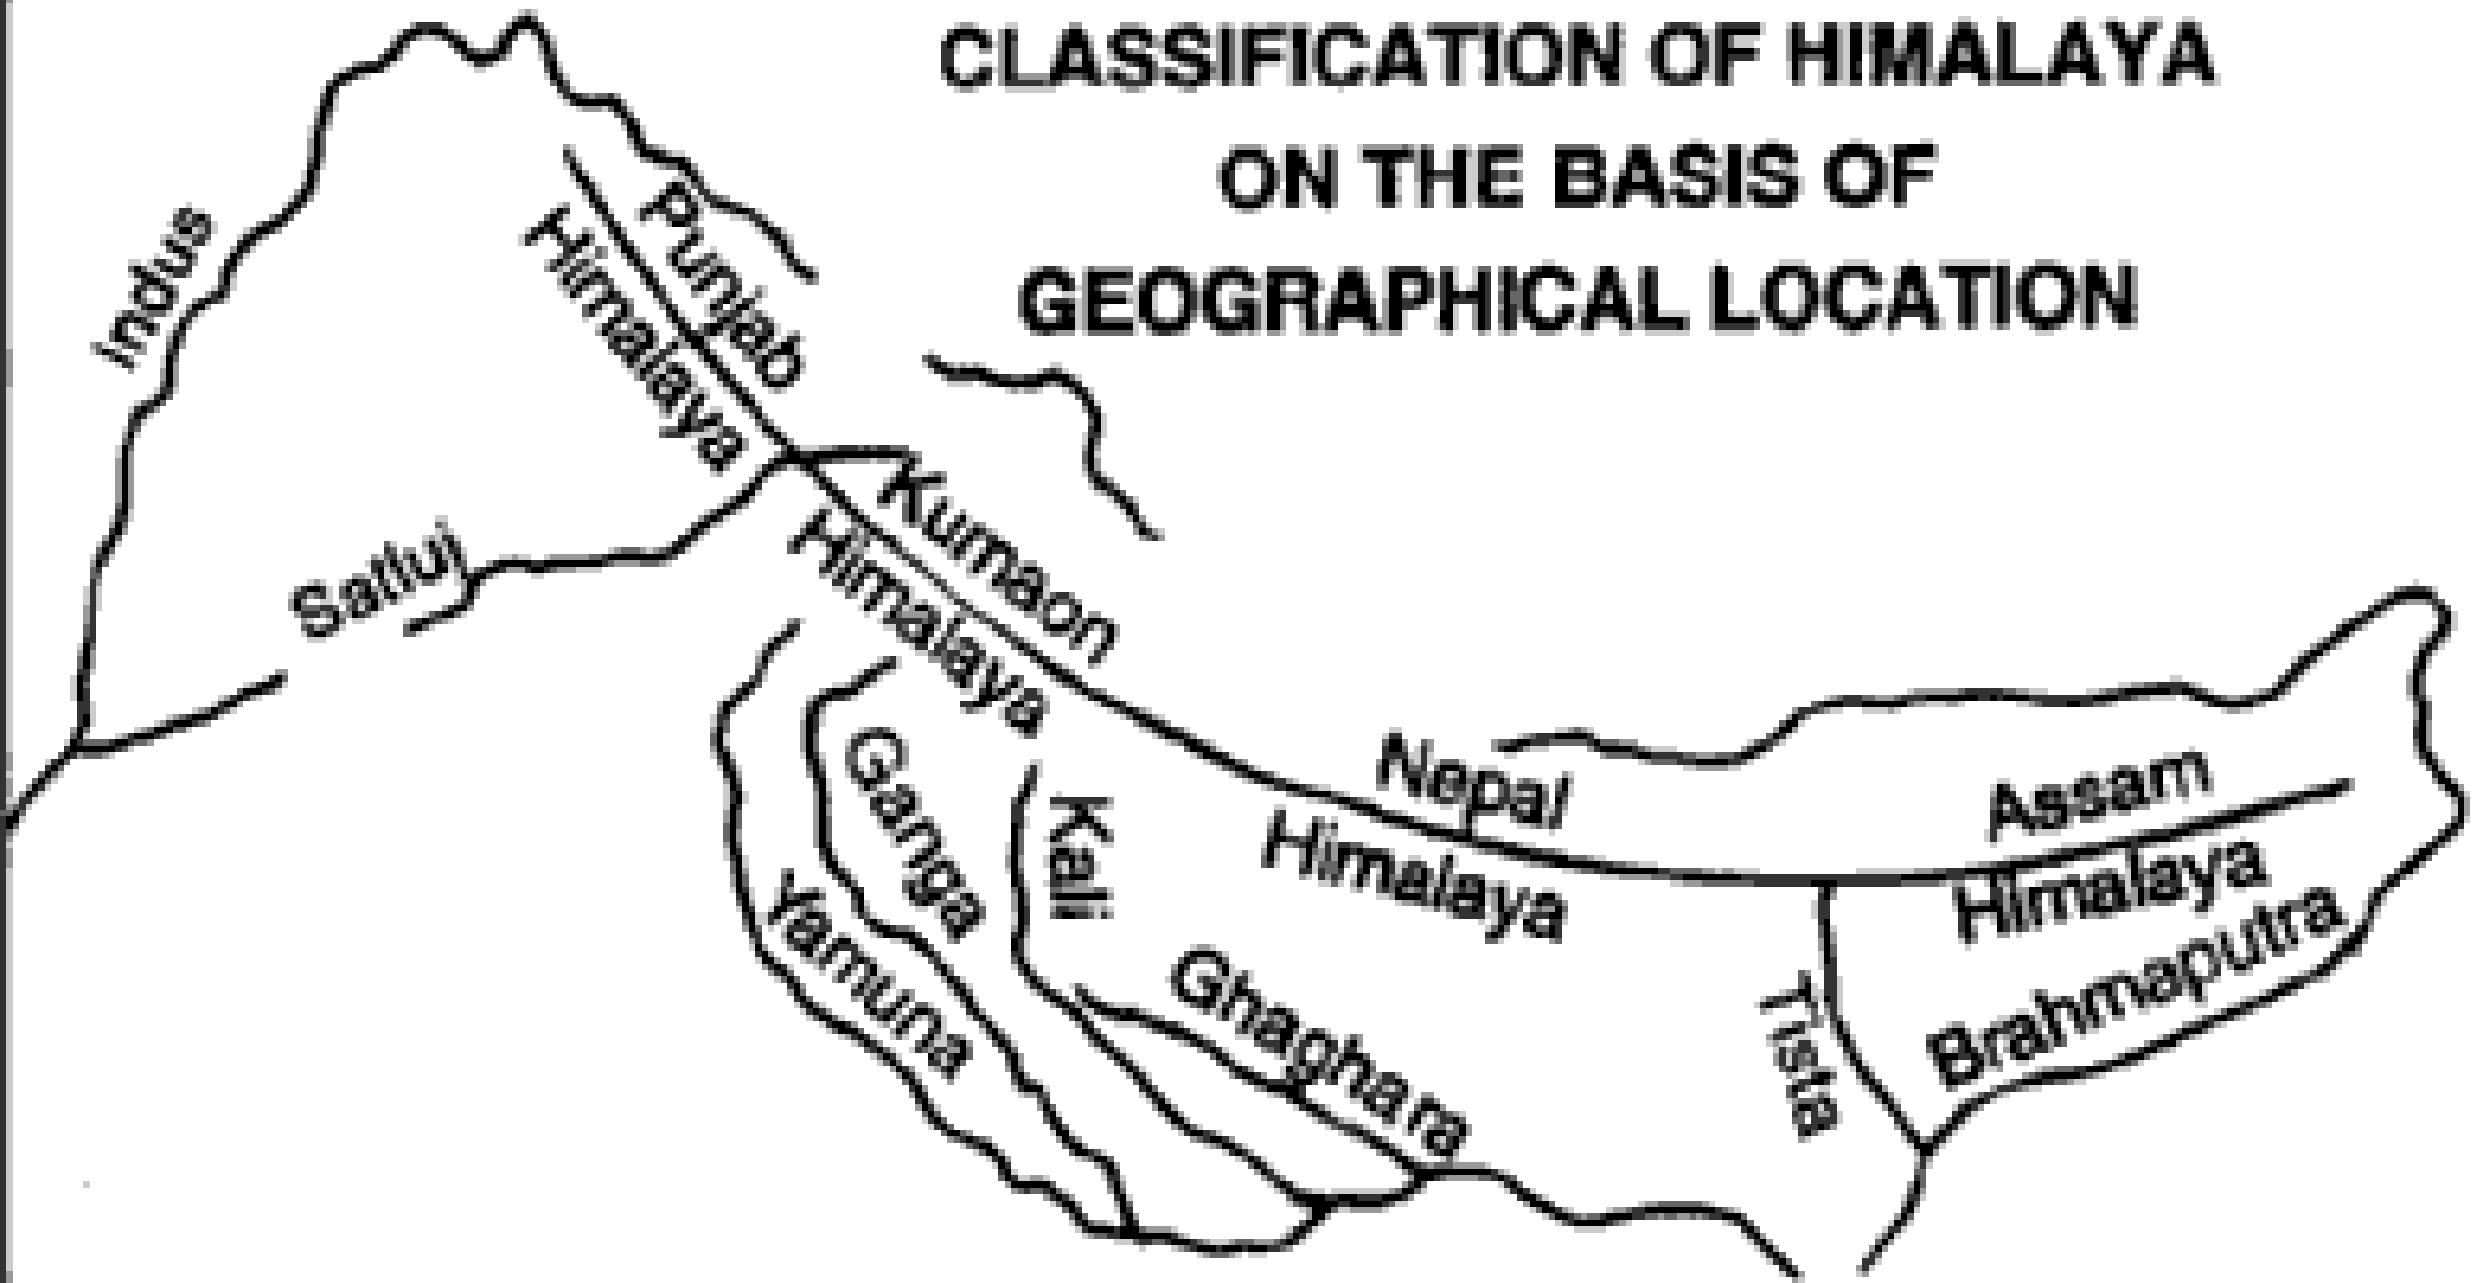 CLASSIFICATION OF HIMALAYA
ON THE BASIS OF
GEOGRAPHICAL LOCATION
Indus
Punjab
Himalaya
Satluj
Kumaon
Himalaya
Ganga
Yamuna
Kali
Nepal
Himalaya
Ghaghara
Assam
Himalaya
Tista
Brahmaputra